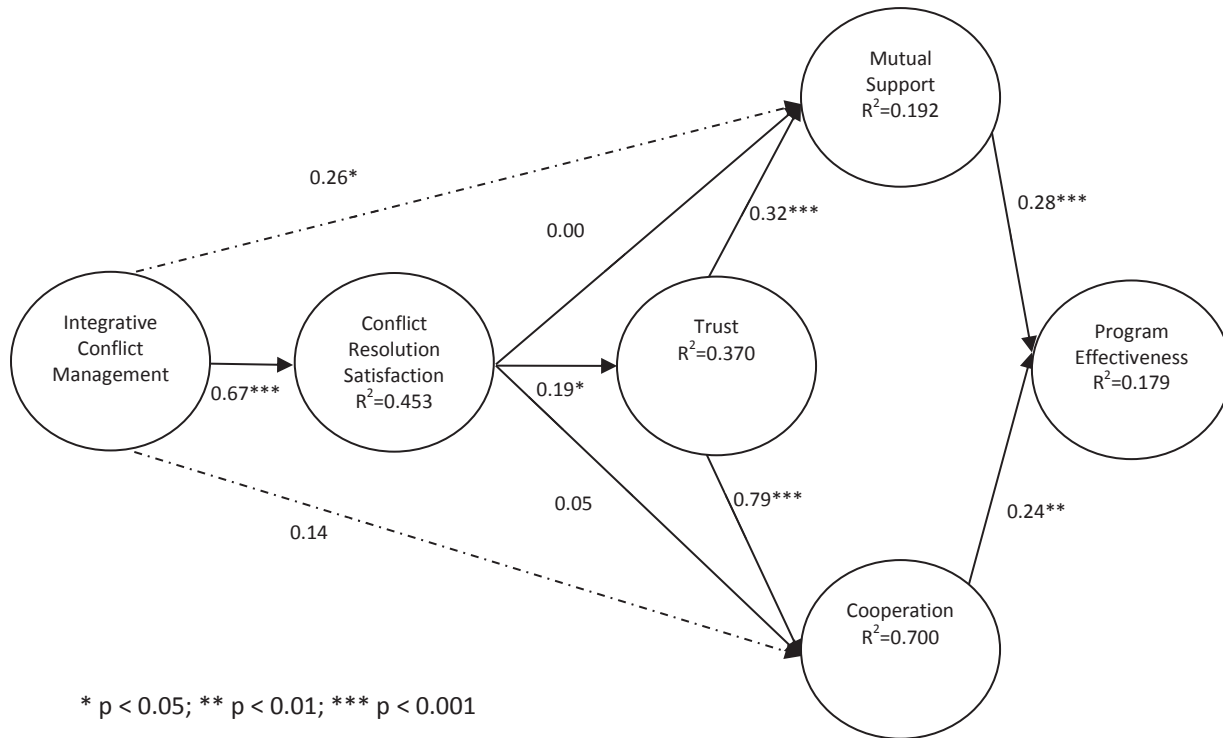 Mutual
Support
R²=0.192
0.26*
0.28***
0.32***
0.00
Integrative
Conflict
Management
Conflict
Resolution
Satisfaction
R²=0.453
Trust
R²=0.370
Program
Effectiveness
R²=0.179
0.67***
0.19*
0.05
0.79***
0.24**
0.14
Cooperation
R²=0.700
* p < 0.05; ** p < 0.01; *** p < 0.001